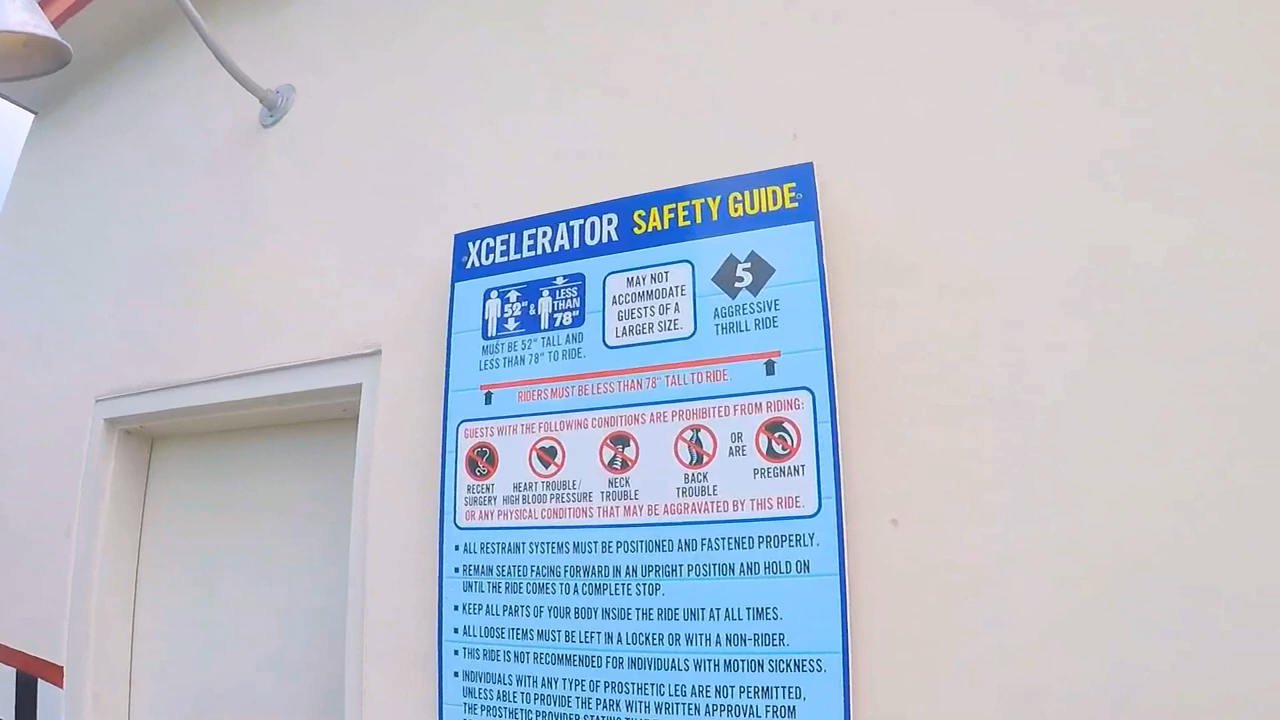 XCELERATOR SAFETY GUIDE
52" & LESS THAN 78"
MUST BE 52" TALL AND
LESS THAN 78" TO RIDE.
MAY NOT
ACCOMMODATE
GUESTS OF A
LARGER SIZE.
5
AGGRESSIVE
THRILL RIDE
RIDERS MUST BE LESS THAN 78" TALL TO RIDE.
GUESTS WITH THE FOLLOWING CONDITIONS ARE PROHIBITED FROM RIDING:
RECENT
SURGERY
HEART TROUBLE/
HIGH BLOOD PRESSURE
NECK
TROUBLE
BACK
TROUBLE
OR
ARE
PREGNANT
OR ANY PHYSICAL CONDITIONS THAT MAY BE AGGRAVATED BY THIS RIDE.
▪ ALL RESTRAINT SYSTEMS MUST BE POSITIONED AND FASTENED PROPERLY.
▪ REMAIN SEATED FACING FORWARD IN AN UPRIGHT POSITION AND HOLD ON
UNTIL THE RIDE COMES TO A COMPLETE STOP.
▪ KEEP ALL PARTS OF YOUR BODY INSIDE THE RIDE UNIT AT ALL TIMES.
▪ ALL LOOSE ITEMS MUST BE LEFT IN A LOCKER OR WITH A NON-RIDER.
▪ THIS RIDE IS NOT RECOMMENDED FOR INDIVIDUALS WITH MOTION SICKNESS.
▪ INDIVIDUALS WITH ANY TYPE OF PROSTHETIC LEG ARE NOT PERMITTED,
UNLESS ABLE TO PROVIDE THE PARK WITH WRITTEN APPROVAL FROM
THE PROSTHETIC PROVIDER STATING